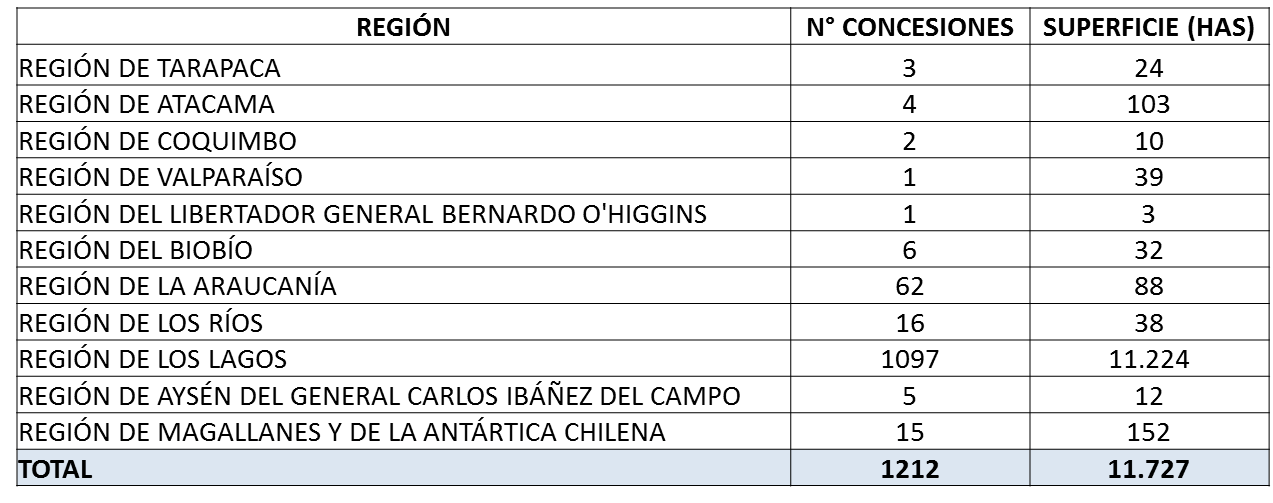 REGIÓN N° CONCESIONES SUPERFICIE (HAS)
REGIÓN DE TARAPACA 3 24
REGIÓN DE ATACAMA 4 103
REGIÓN DE COQUIMBO 2 10
REGIÓN DE VALPARAÍSO 1 39
REGIÓN DEL LIBERTADOR GENERAL BERNARDO O'HIGGINS 1 3
REGIÓN DEL BIOBÍO 6 32
REGIÓN DE LA ARAUCANÍA 62 88
REGIÓN DE LOS RÍOS 16 38
REGIÓN DE LOS LAGOS 1097 11.224
REGIÓN DE AYSÉN DEL GENERAL CARLOS IBÁÑEZ DEL CAMPO 5 12
REGIÓN DE MAGALLANES Y DE LA ANTÁRTICA CHILENA 15 152
TOTAL 1212 11.727